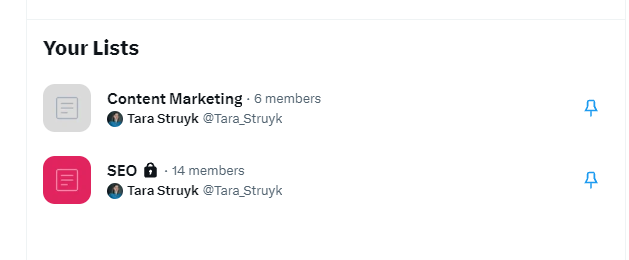 Your Lists
Content Marketing · 6 members
Tara Struyk @Tara_Struyk
SEO · 14 members
Tara Struyk @Tara_Struyk